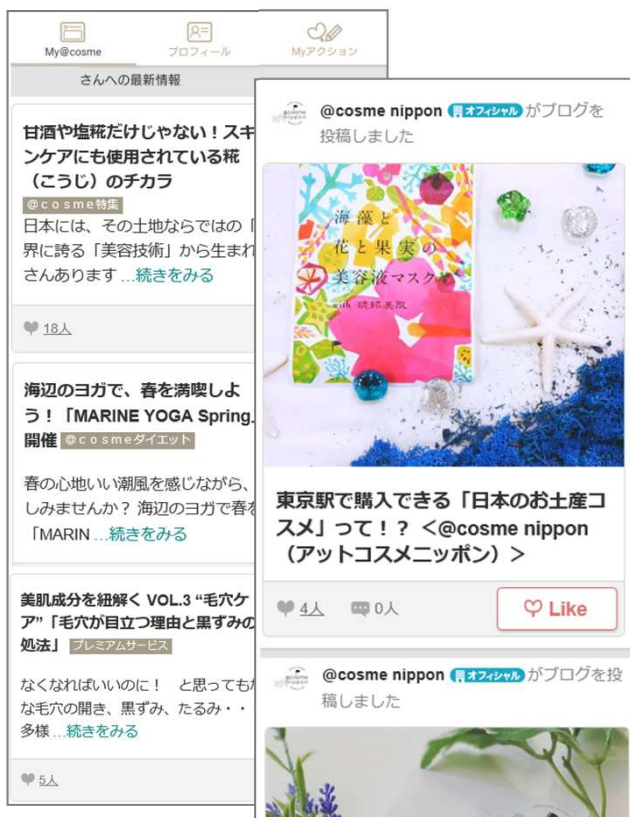 My@cosme
プロフィール
Myアクション
さんへの最新情報
甘酒や塩糀だけじゃない！スキ
ンケアにも使用されている糀
（こうじ）のチカラ
@cosme特集
日本には、その土地ならではの「
界に誇る「美容技術」から生まれ
さんあります ...続きをみる
18人
海辺のヨガで、春を満喫しよ
う！「MARINE YOGA Spring
開催 @cosmeダイエット
春の心地いい潮風を感じながら、
しみませんか？ 海辺のヨガで春を
「MARIN ...続きをみる
美肌成分を紐解く VOL.3 “毛穴ケ
ア”「毛穴が目立つ理由と黒ずみの
処法」 プレミアムサービス
なくなればいいのに！ と思っても
な毛穴の開き、黒ずみ、たるみ・・
多様 ...続きをみる
5人
@cosme nippon オフィシャル がブログを
投稿しました
海藻と
花と果実の
美容液マスク
with 琉球美肌
東京駅で購入できる「日本のお土産コ
スメ」って！？ ＜@cosme nippon
（アットコスメニッポン）＞
4人 0人 Like
@cosme nippon オフィシャル がブログを投
稿しました